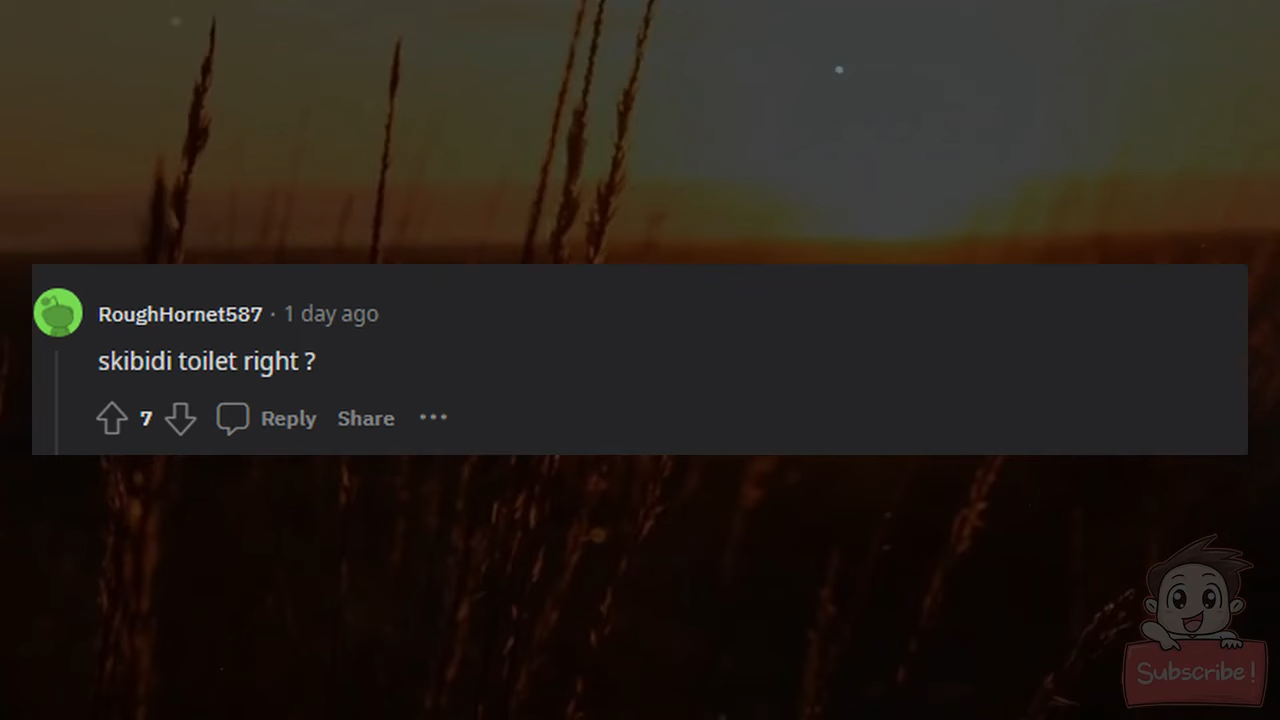 RoughHornet587 · 1 day ago
skibidi toilet right ?
7 Reply Share ···
Subscribe!